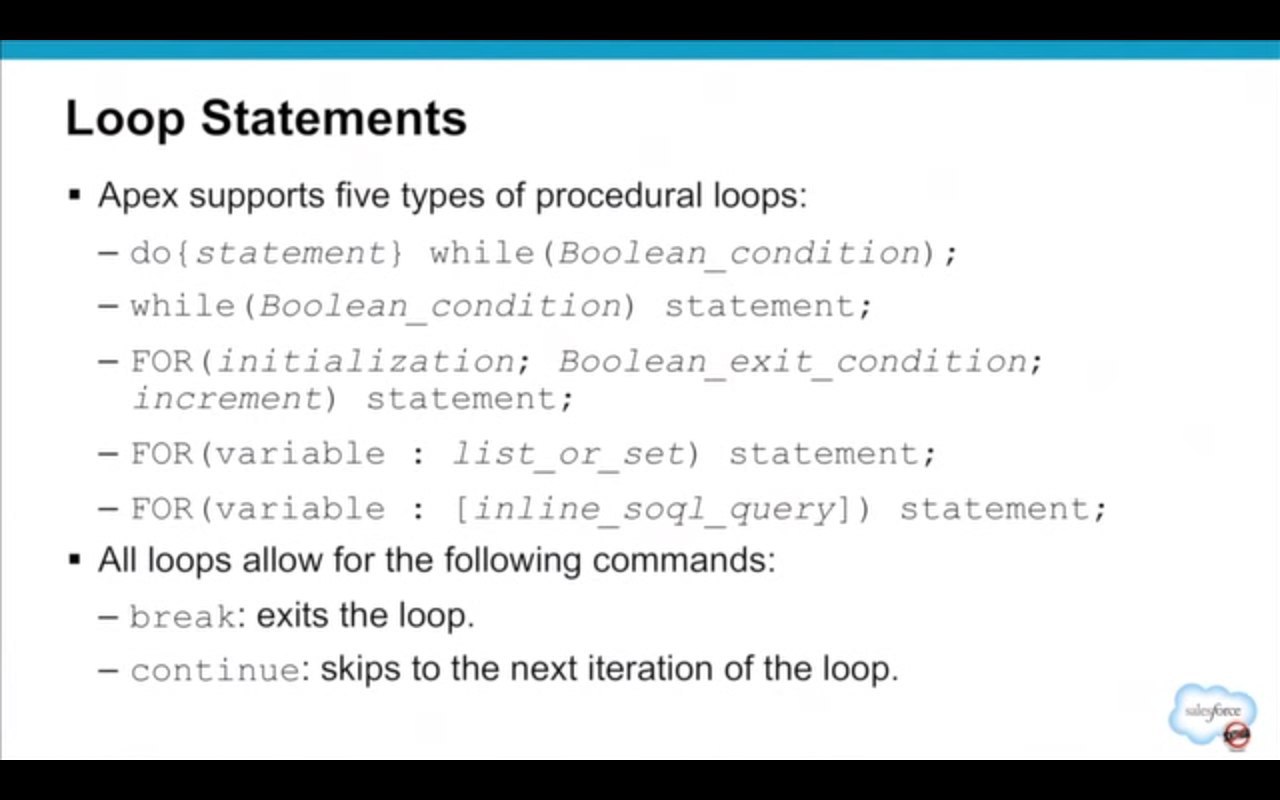 Loop Statements
▪ Apex supports five types of procedural loops:
– do{statement} while(Boolean_condition);
– while(Boolean_condition) statement;
– FOR(initialization; Boolean_exit_condition;
increment) statement;
– FOR(variable : list_or_set) statement;
– FOR(variable : [inline_soql_query]) statement;
▪ All loops allow for the following commands:
– break: exits the loop.
– continue: skips to the next iteration of the loop.
salesforce